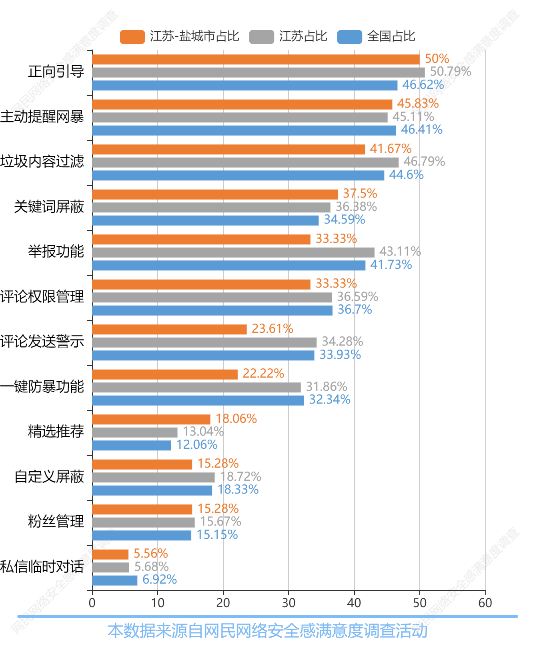 江苏-盐城市占比 江苏占比 全国占比
正向引导 50% 50.79% 46.62%
主动提醒网暴 45.83% 45.11% 46.41%
垃圾内容过滤 41.67% 46.79% 44.6%
关键词屏蔽 37.5% 36.38% 34.59%
举报功能 33.33% 43.11% 41.73%
评论权限管理 33.33% 36.59% 36.7%
评论发送警示 23.61% 34.28% 33.93%
一键防暴功能 22.22% 31.86% 32.34%
精选推荐 18.06% 13.04% 12.06%
自定义屏蔽 15.28% 18.72% 18.33%
粉丝管理 15.28% 15.67% 15.15%
私信临时对话 5.56% 5.68% 6.92%
0 10 20 30 40 50 60
本数据来源自网民网络安全感满意度调查活动